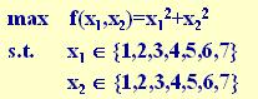 max f(x₁,x₂)=x₁²+x₂²
s.t. x₁ ∈ {1,2,3,4,5,6,7}
x₂ ∈ {1,2,3,4,5,6,7}